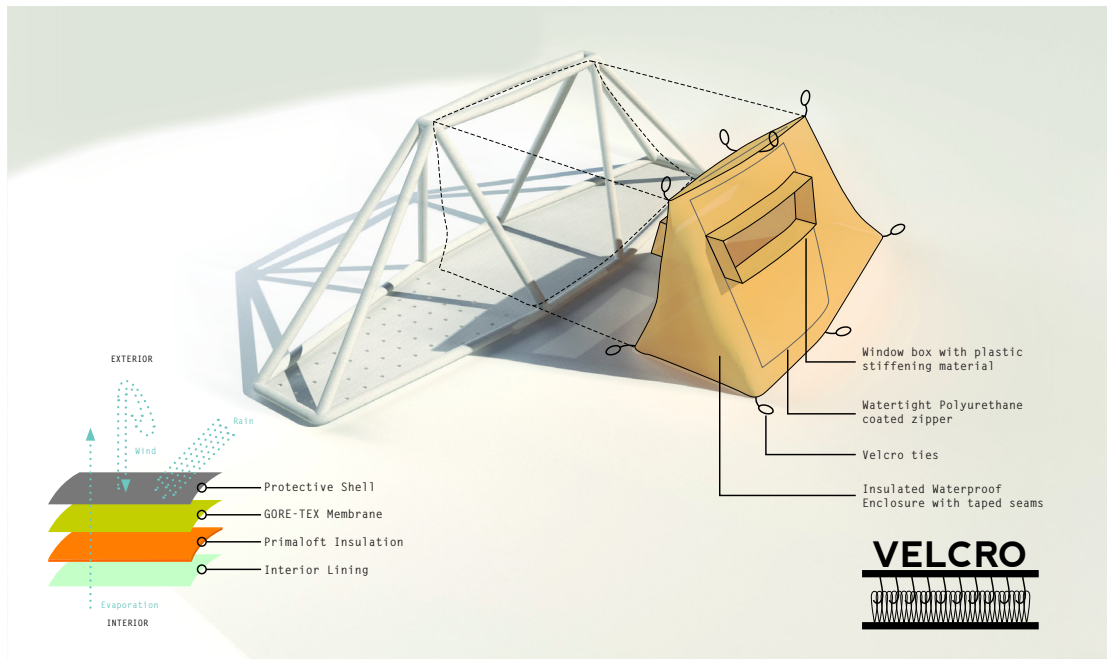 EXTERIOR
Wind
Rain
Protective Shell
GORE-TEX Membrane
Primaloft Insulation
Interior Lining
Evaporation
INTERIOR
Window box with plastic
stiffening material
Watertight Polyurethane
coated zipper
Velcro ties
Insulated Waterproof
Enclosure with taped seams
VELCRO